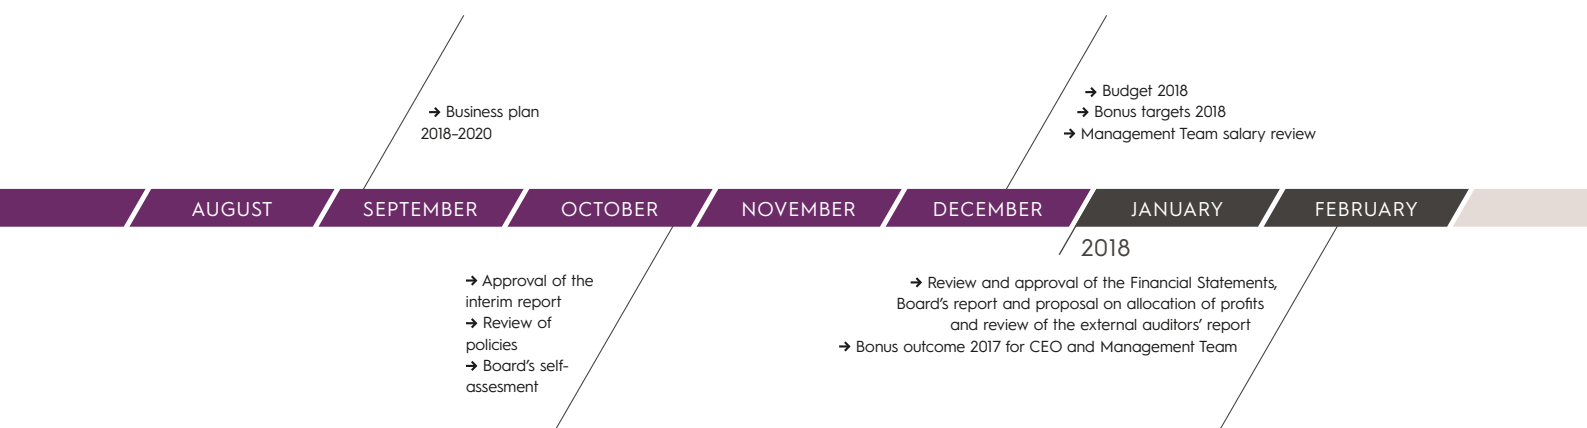 → Business plan
2018–2020
→ Budget 2018
→ Bonus targets 2018
→ Management Team salary review
AUGUST
SEPTEMBER
OCTOBER
NOVEMBER
DECEMBER
JANUARY
FEBRUARY
2018
→ Approval of the
interim report
→ Review of
policies
→ Board’s self-
assesment
→ Review and approval of the Financial Statements,
Board’s report and proposal on allocation of profits
and review of the external auditors’ report
→ Bonus outcome 2017 for CEO and Management Team